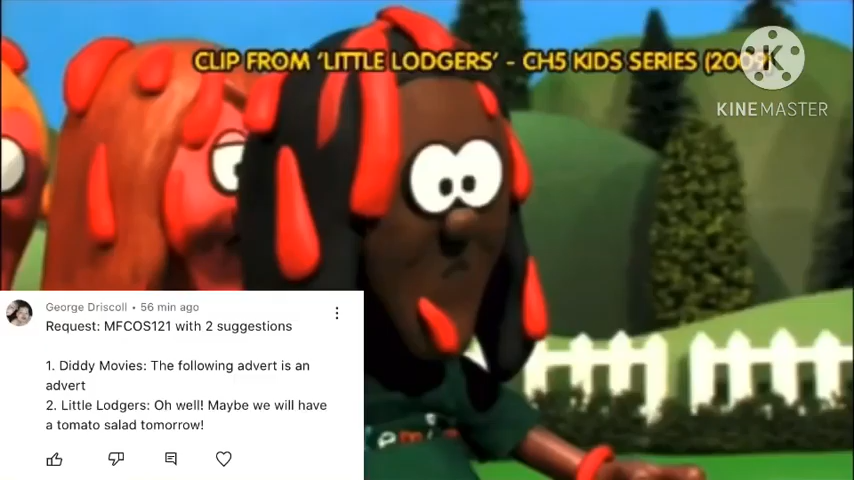 CLIP FROM 'LITTLE LODGERS' - CH5 KIDS SERIES (2009)
KINEMASTER
George Driscoll • 56 min ago
Request: MFCOS121 with 2 suggestions
1. Diddy Movies: The following advert is an
advert
2. Little Lodgers: Oh well! Maybe we will have
a tomato salad tomorrow!